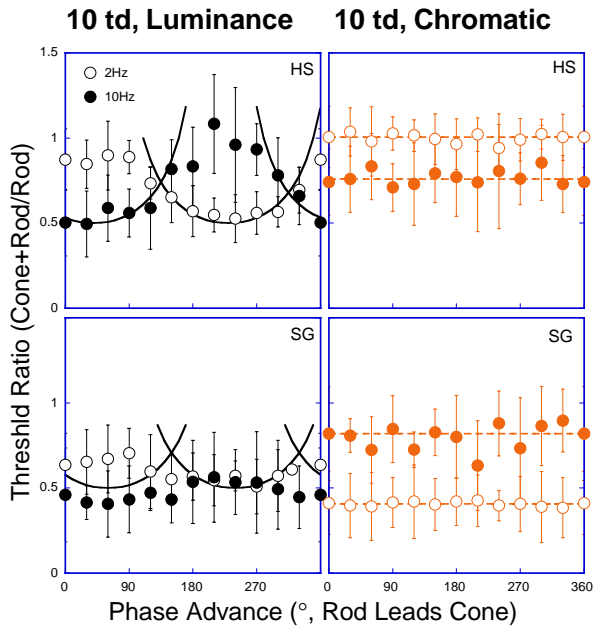 10 td, Luminance 10 td, Chromatic
1.5
HS
HS
2Hz
10Hz
1
0.5
0
SG
SG
1
0.5
0
0 90 180 270
0 90 180 270 360
Threshld Ratio (Cone+Rod/Rod)
Phase Advance (°, Rod Leads Cone)